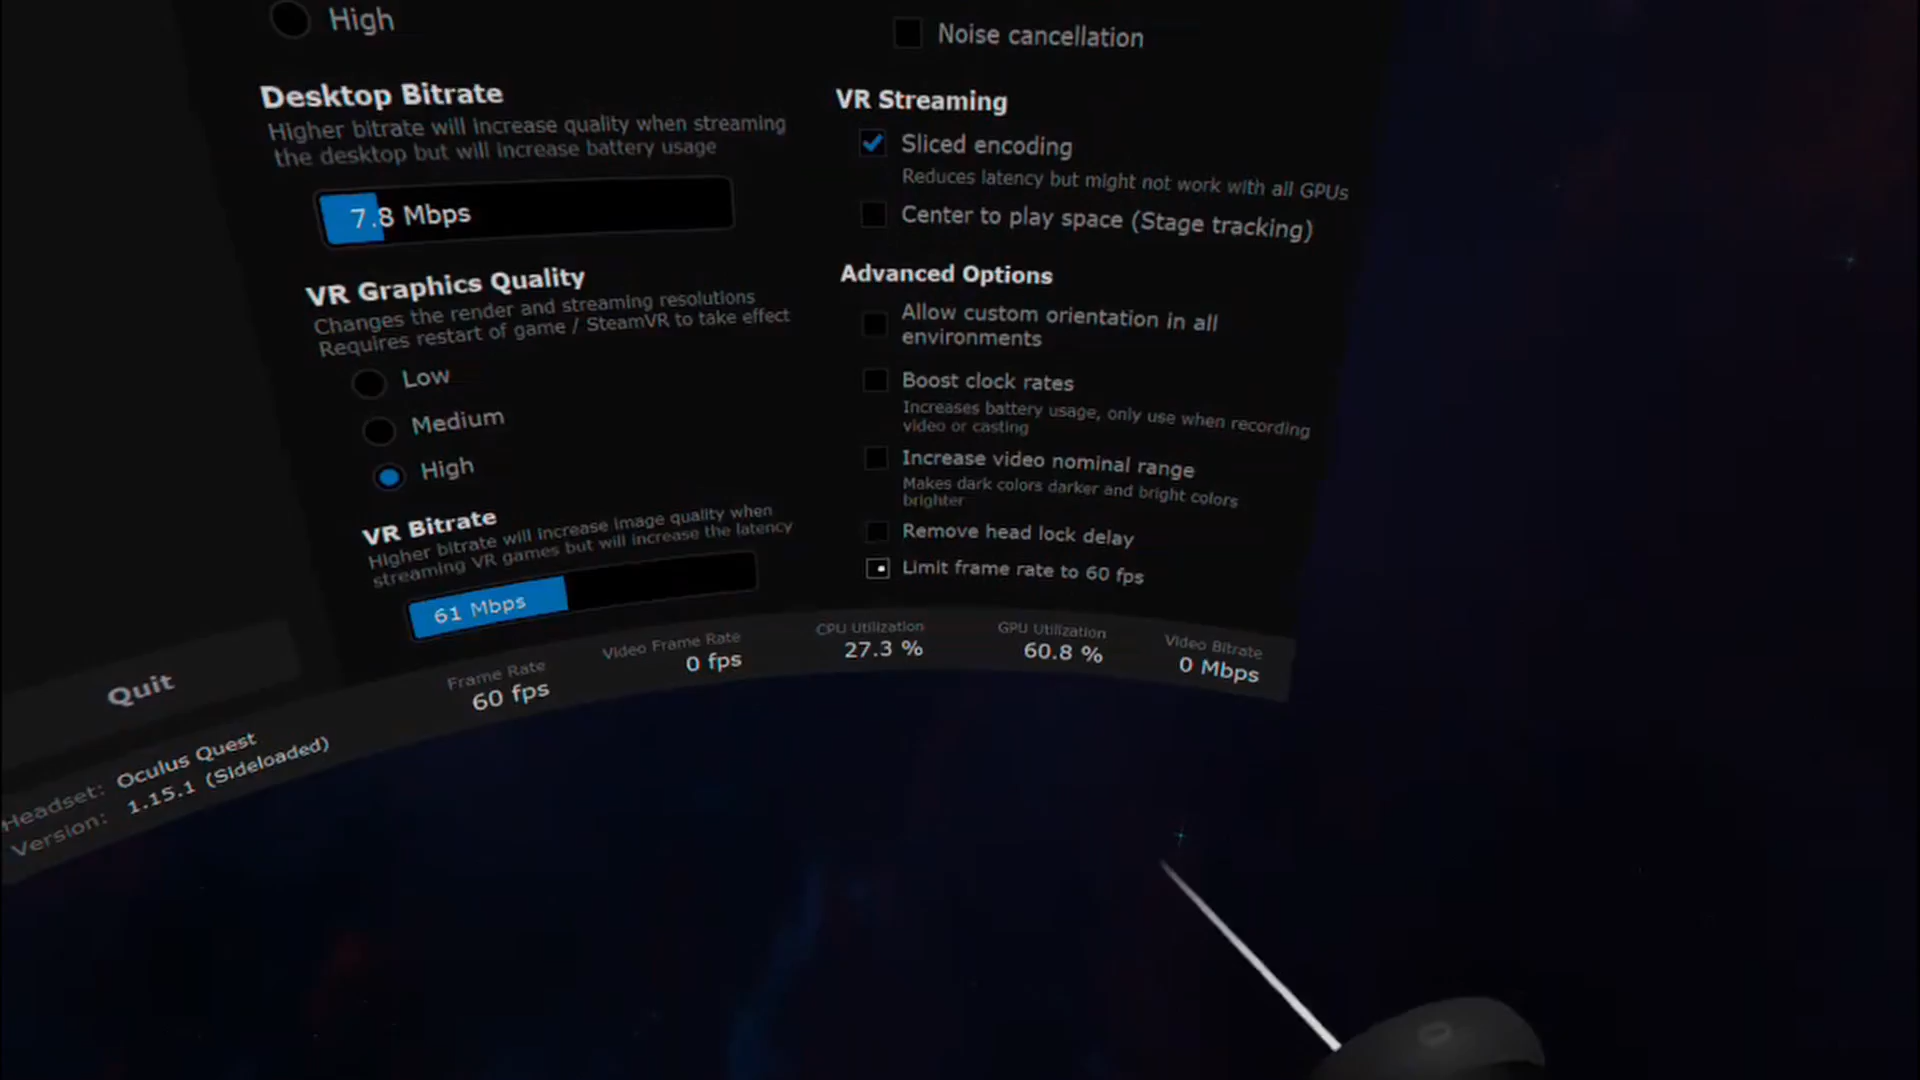 High
Desktop Bitrate
Higher bitrate will increase quality when streaming
the desktop but will increase battery usage
7.8 Mbps
VR Graphics Quality
Changes the render and streaming resolutions
Requires restart of game / SteamVR to take effect
Low
Medium
High
VR Bitrate
Higher bitrate will increase image quality when
streaming VR games but will increase the latency
61 Mbps
Noise cancellation
VR Streaming
Sliced encoding
Reduces latency but might not work with all GPUs
Center to play space (Stage tracking)
Advanced Options
Allow custom orientation in all
environments
Boost clock rates
Increases battery usage, only use when recording
video or casting
Increase video nominal range
Makes dark colors darker and bright colors
brighter
Remove head lock delay
Limit frame rate to 60 fps
Quit
Headset: Oculus Quest
Version: 1.15.1 (Sideloaded)
Frame Rate
60 fps
Video Frame Rate
0 fps
CPU Utilization
27.3 %
GPU Utilization
60.8 %
Video Bitrate
0 Mbps